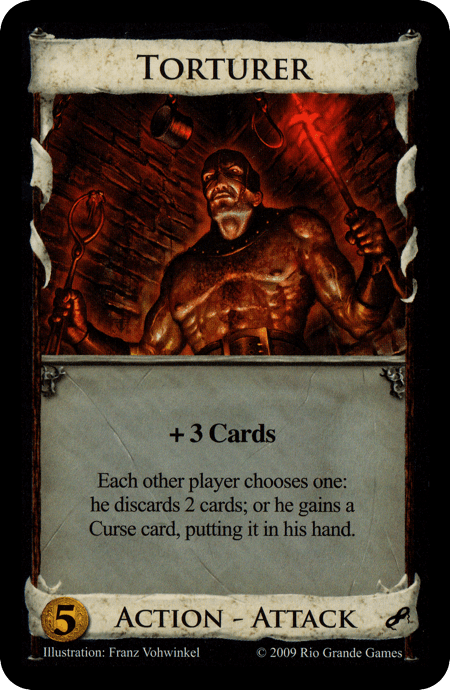 TORTURER
+ 3 Cards
Each other player chooses one:
he discards 2 cards; or he gains a
Curse card, putting it in his hand.
5 ACTION - ATTACK
Illustration: Franz Vohwinkel © 2009 Rio Grande Games